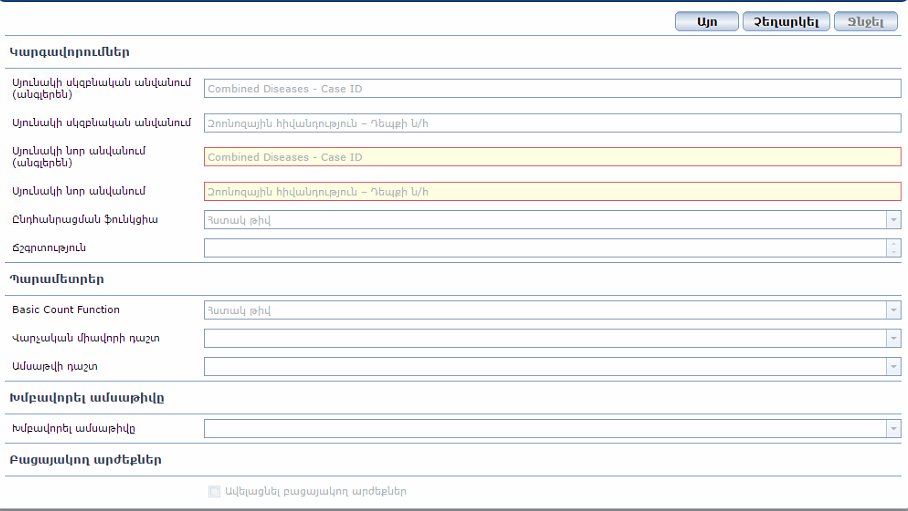 Այո Չեղարկել Ջնջել
Կարգավորումներ
Սյունակի սկզբնական անվանում
(անգլերեն)
Combined Diseases - Case ID
Սյունակի սկզբնական անվանում
Զոոնոզային հիվանդություն – Դեպքի ն/հ
Սյունակի նոր անվանում
(անգլերեն)
Combined Diseases - Case ID
Սյունակի նոր անվանում
Զոոնոզային հիվանդություն – Դեպքի ն/հ
Ընդհանրացման ֆունկցիա
Հստակ թիվ
Ճշգրտություն
Պարամետրեր
Basic Count Function
Հստակ թիվ
Վարչական միավորի դաշտ
Ամսաթվի դաշտ
Խմբավորել ամսաթիվը
Խմբավորել ամսաթիվը
Բացայակող արժեքներ
Ավելացնել բացայակող արժեքներ